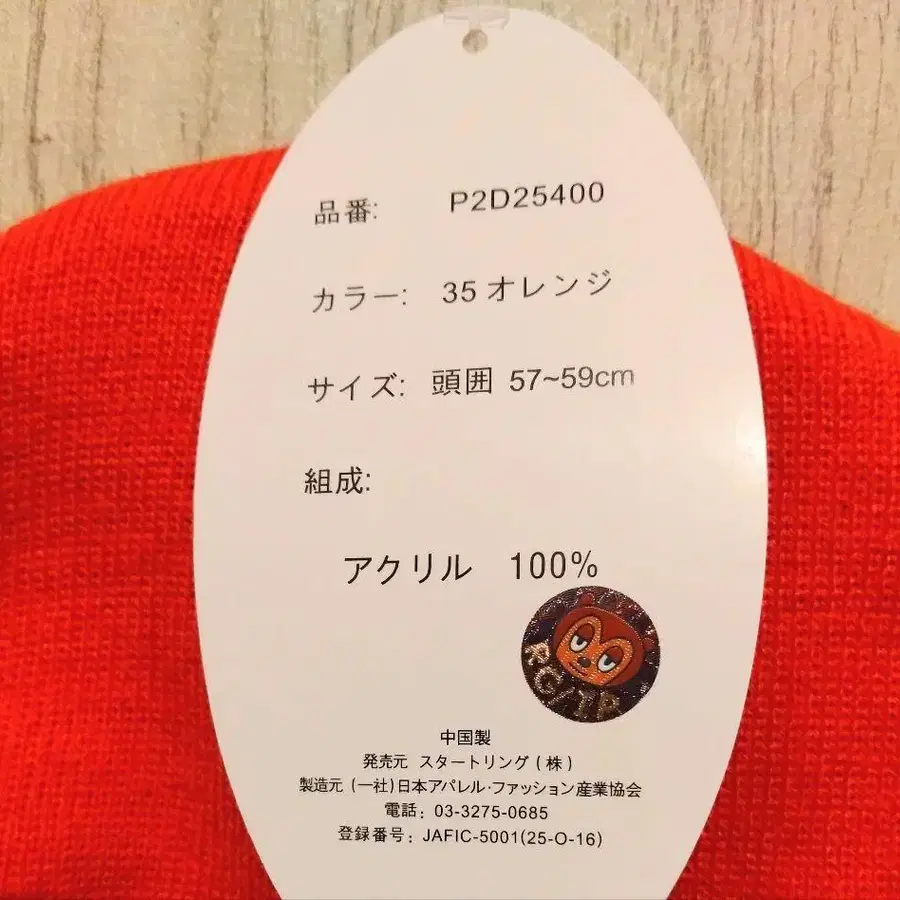 品番: P2D25400
カラー: 35 オレンジ
サイズ: 頭囲 57~59cm
組成:
アクリル 100%
中国製
発売元 スタートリング(株)
製造元 (一社)日本アパレル·ファッション産業協会
電話: 03-3275-0685
登録番号: JAFIC-5001(25-O-16)